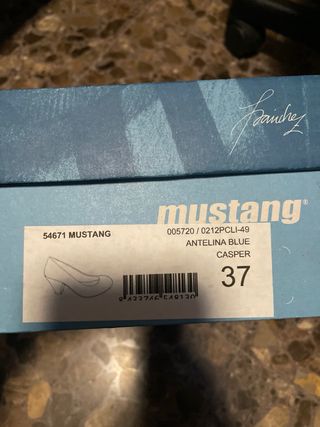 mustang
54671 MUSTANG
005720 / 0212PCLI-49
ANTELINA BLUE
CASPER
37